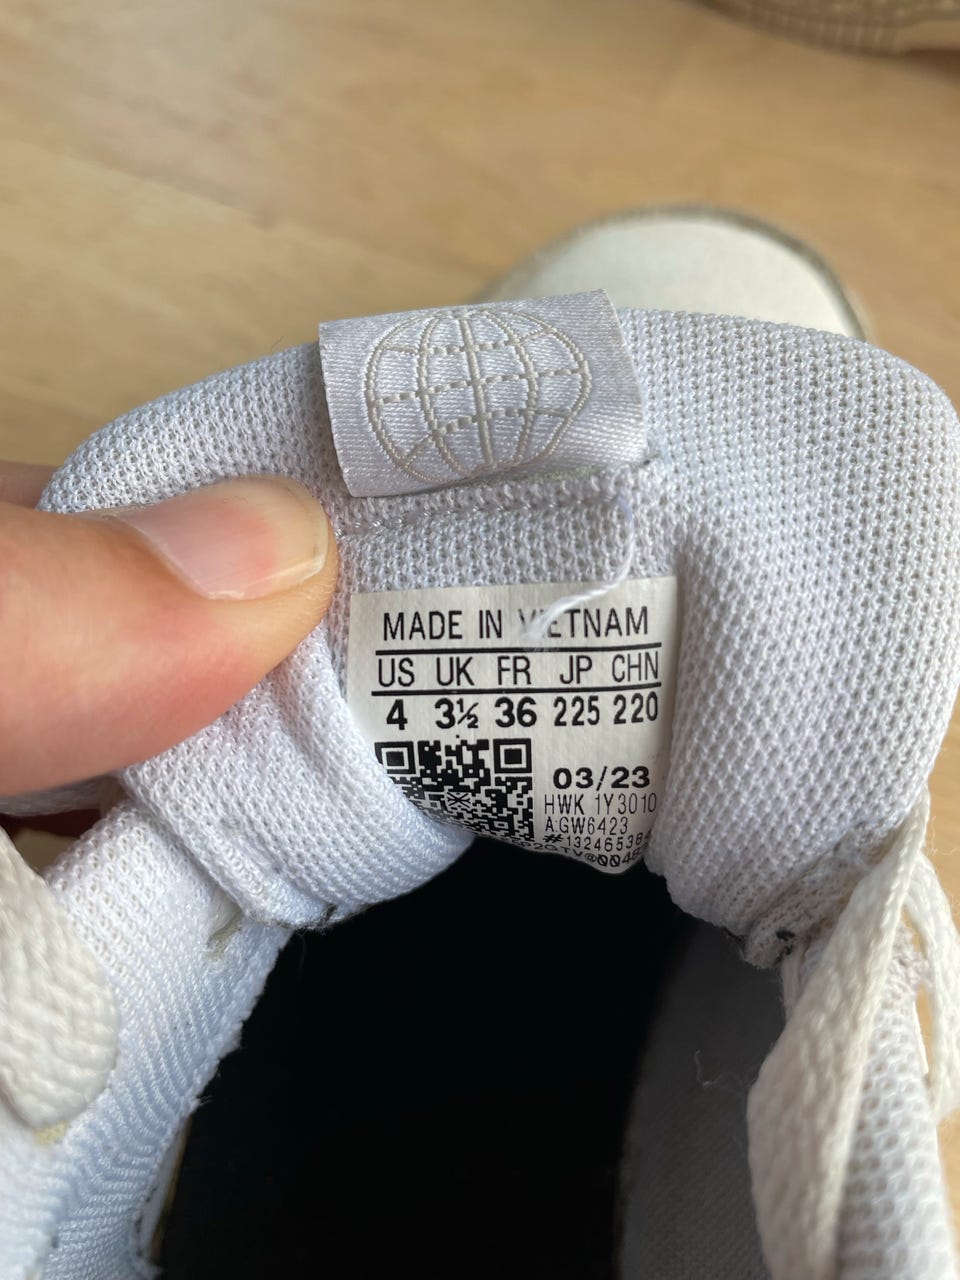 MADE IN VIETNAM
US UK FR JP CHN
4 3½ 36 225 220
03/23
HWK 1Y3010
A:GW6423
#13246538